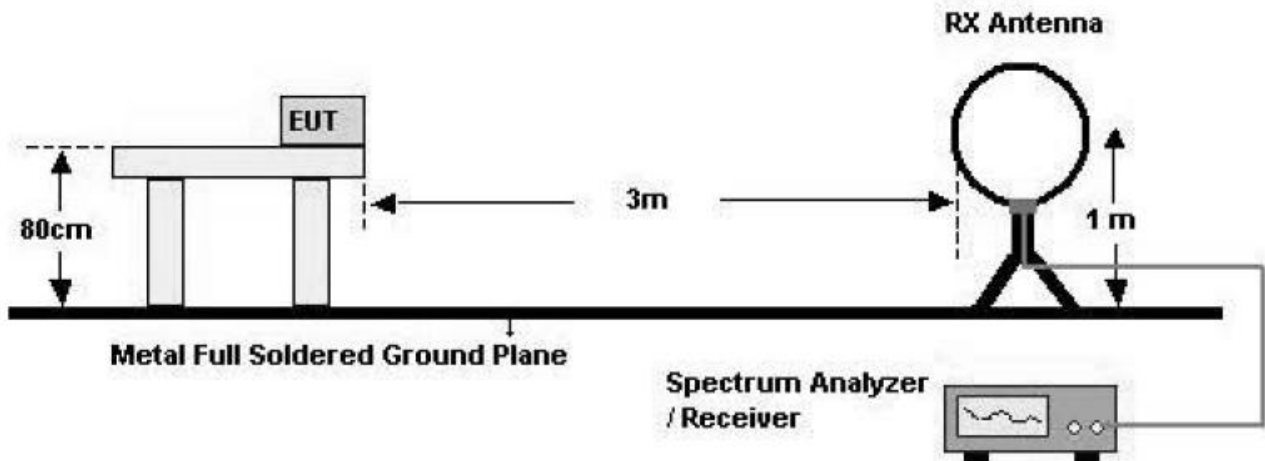 RX Antenna
EUT
3m
80cm
1 m
Metal Full Soldered Ground Plane
Spectrum Analyzer
/ Receiver